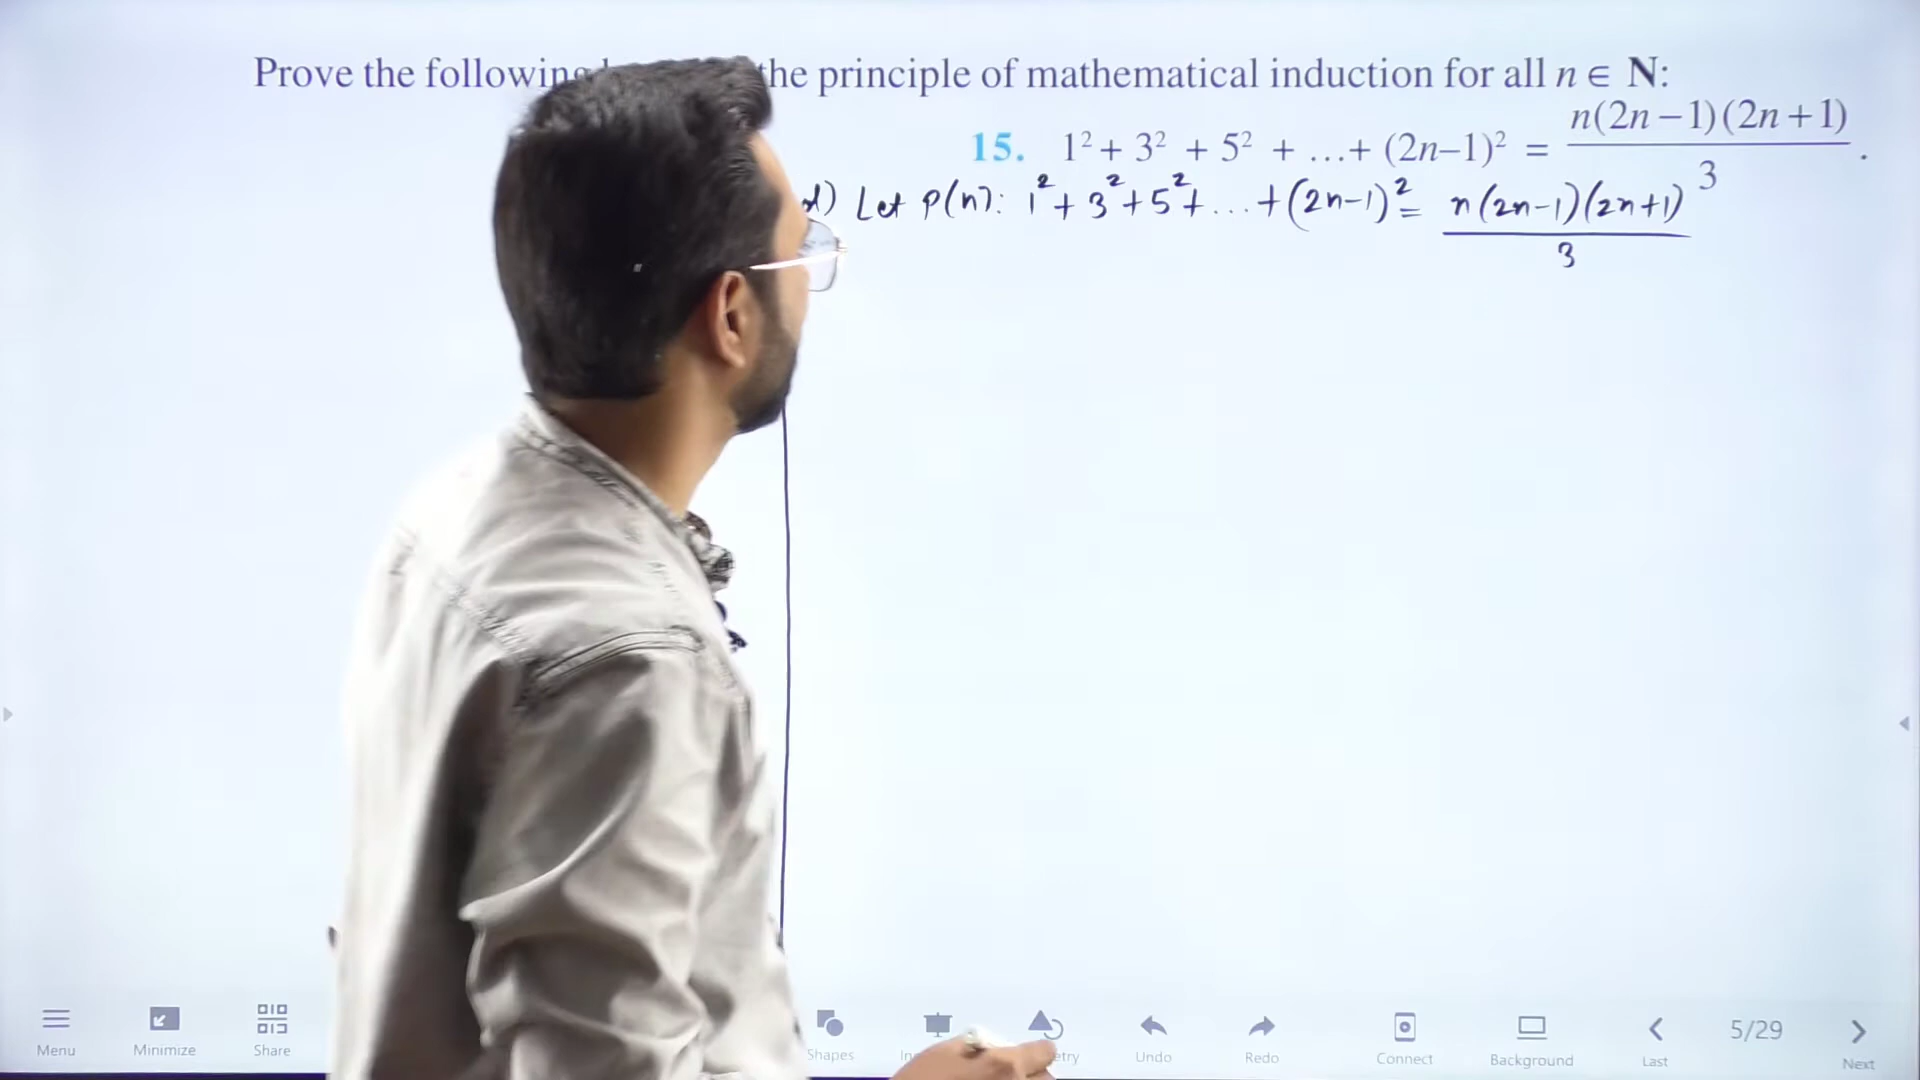 Prove the following the principle of mathematical induction for all n ∈ N:
15. 1² + 3² + 5² + ...+ (2n–1)² = n(2n–1)(2n+1)/3.
Let P(n): 1²+3²+5²+...+(2n-1)² = n(2n-1)(2n+1)/3
Menu
Minimize
Share
Shapes
Undo
Redo
Connect
Background
Last
5/29
Next